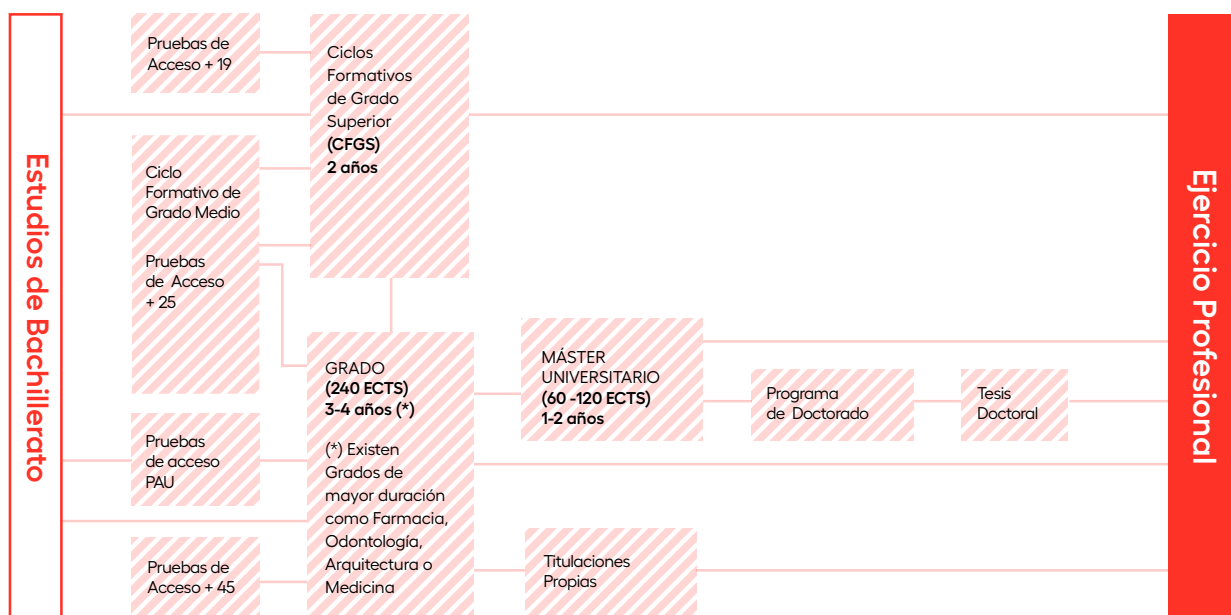 Estudios de Bachillerato
Pruebas de
Acceso + 19
Ciclo
Formativo de
Grado Medio
Pruebas
de Acceso
+ 25
Pruebas
de acceso
PAU
Pruebas de
Acceso + 45
Ciclos
Formativos
de Grado
Superior
(CFGS)
2 años
GRADO
(240 ECTS)
3-4 años (*)
(*) Existen
Grados de
mayor duración
como Farmacia,
Odontología,
Arquitectura o
Medicina
MÁSTER
UNIVERSITARIO
(60 -120 ECTS)
1-2 años
Titulaciones
Propias
Programa
de Doctorado
Tesis
Doctoral
Ejercicio Profesional